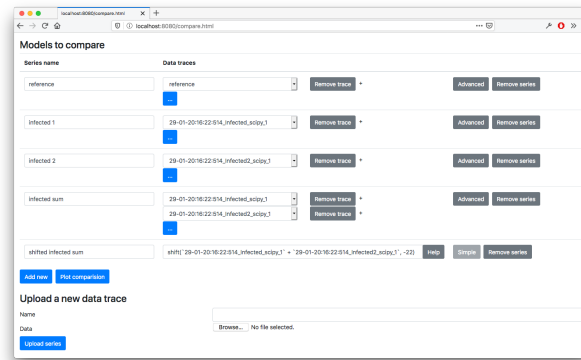 localhost:8080/compare.html
localhost:8080/compare.html
Models to compare
Series name Data traces
reference reference Remove trace + Advanced Remove series
...
infected 1 29-01-20:16:22:514_infected_scipy_1 Remove trace + Advanced Remove series
...
infected 2 29-01-20:16:22:514_infected2_scipy_1 Remove trace + Advanced Remove series
...
infected sum 29-01-20:16:22:514_infected_scipy_1 Remove trace + Advanced Remove series
29-01-20:16:22:514_infected2_scipy_1 Remove trace +
shifted infected sum shift(`29-01-20:16:22:514_infected_scipy_1` + `29-01-20:16:22:514_infected2_scipy_1`, -22) Help Simple Remove series
Add new Plot comparision
Upload a new data trace
Name
Data Browse... No file selected.
Upload series